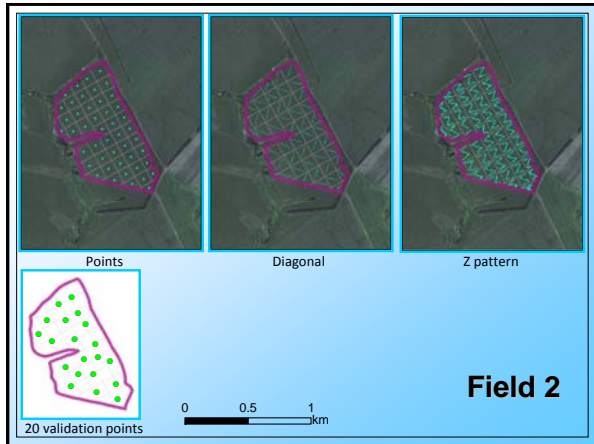 Points
Diagonal
Z pattern
20 validation points
Field 2
0 0.5 1
km